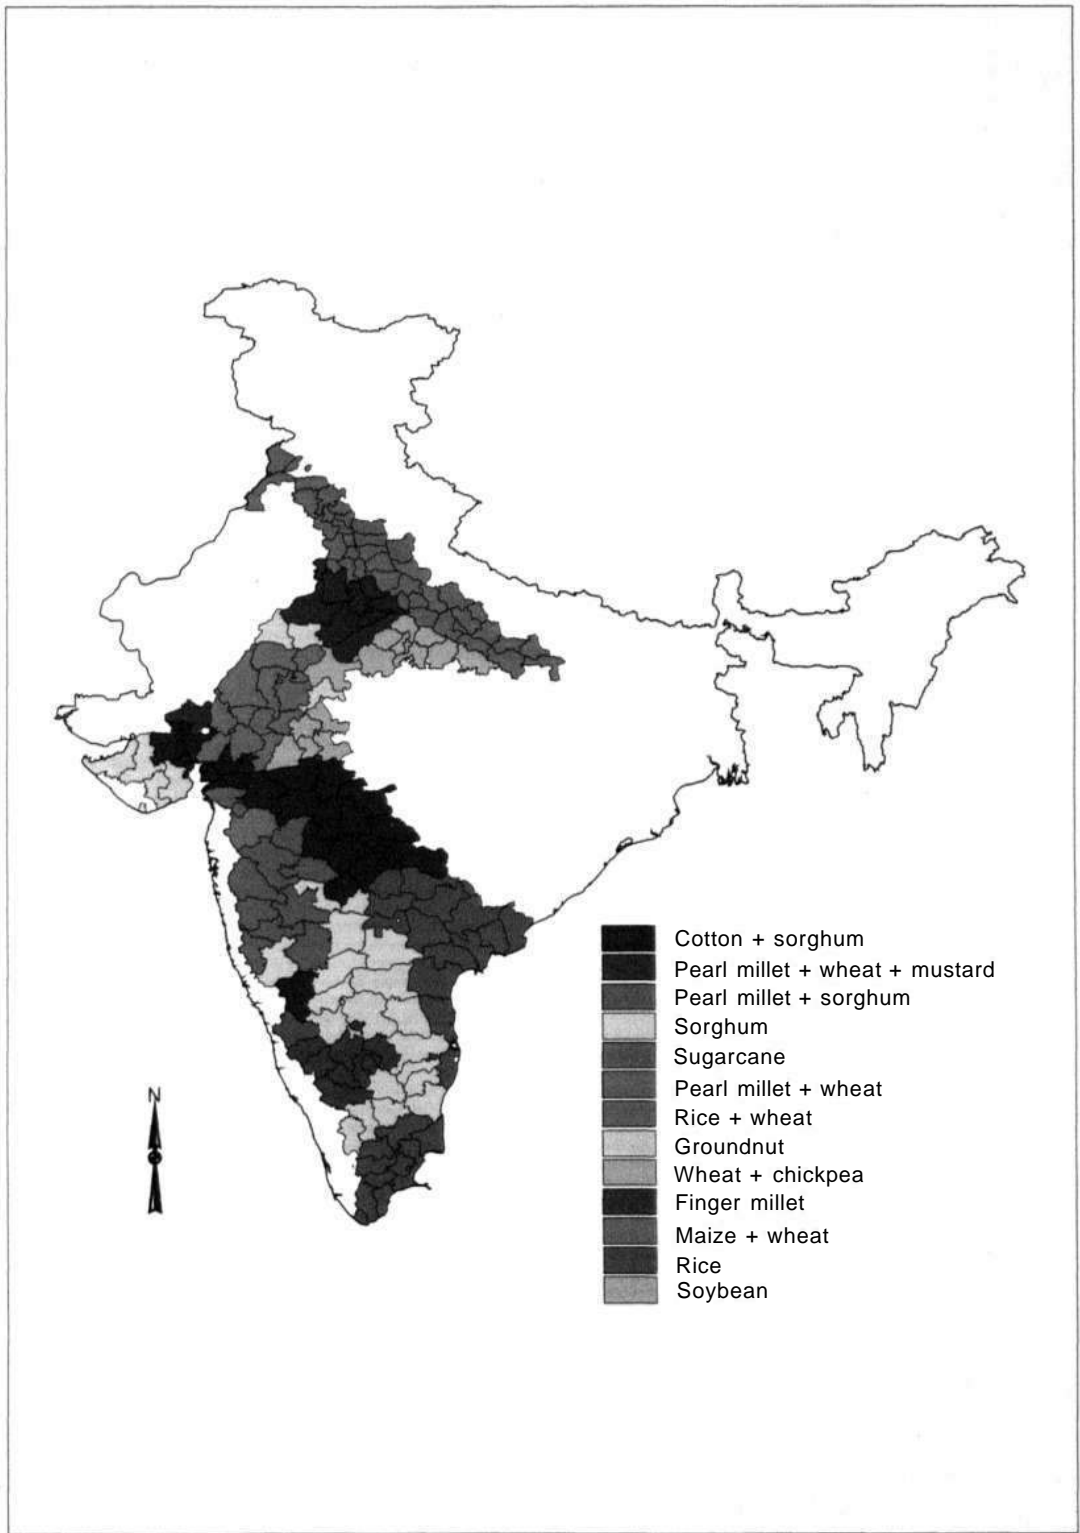 Cotton + sorghum
Pearl millet + wheat + mustard
Pearl millet + sorghum
Sorghum
Sugarcane
Pearl millet + wheat
Rice + wheat
N
Groundnut
Wheat + chickpea
Finger millet
Maize + wheat
Rice
Soybean